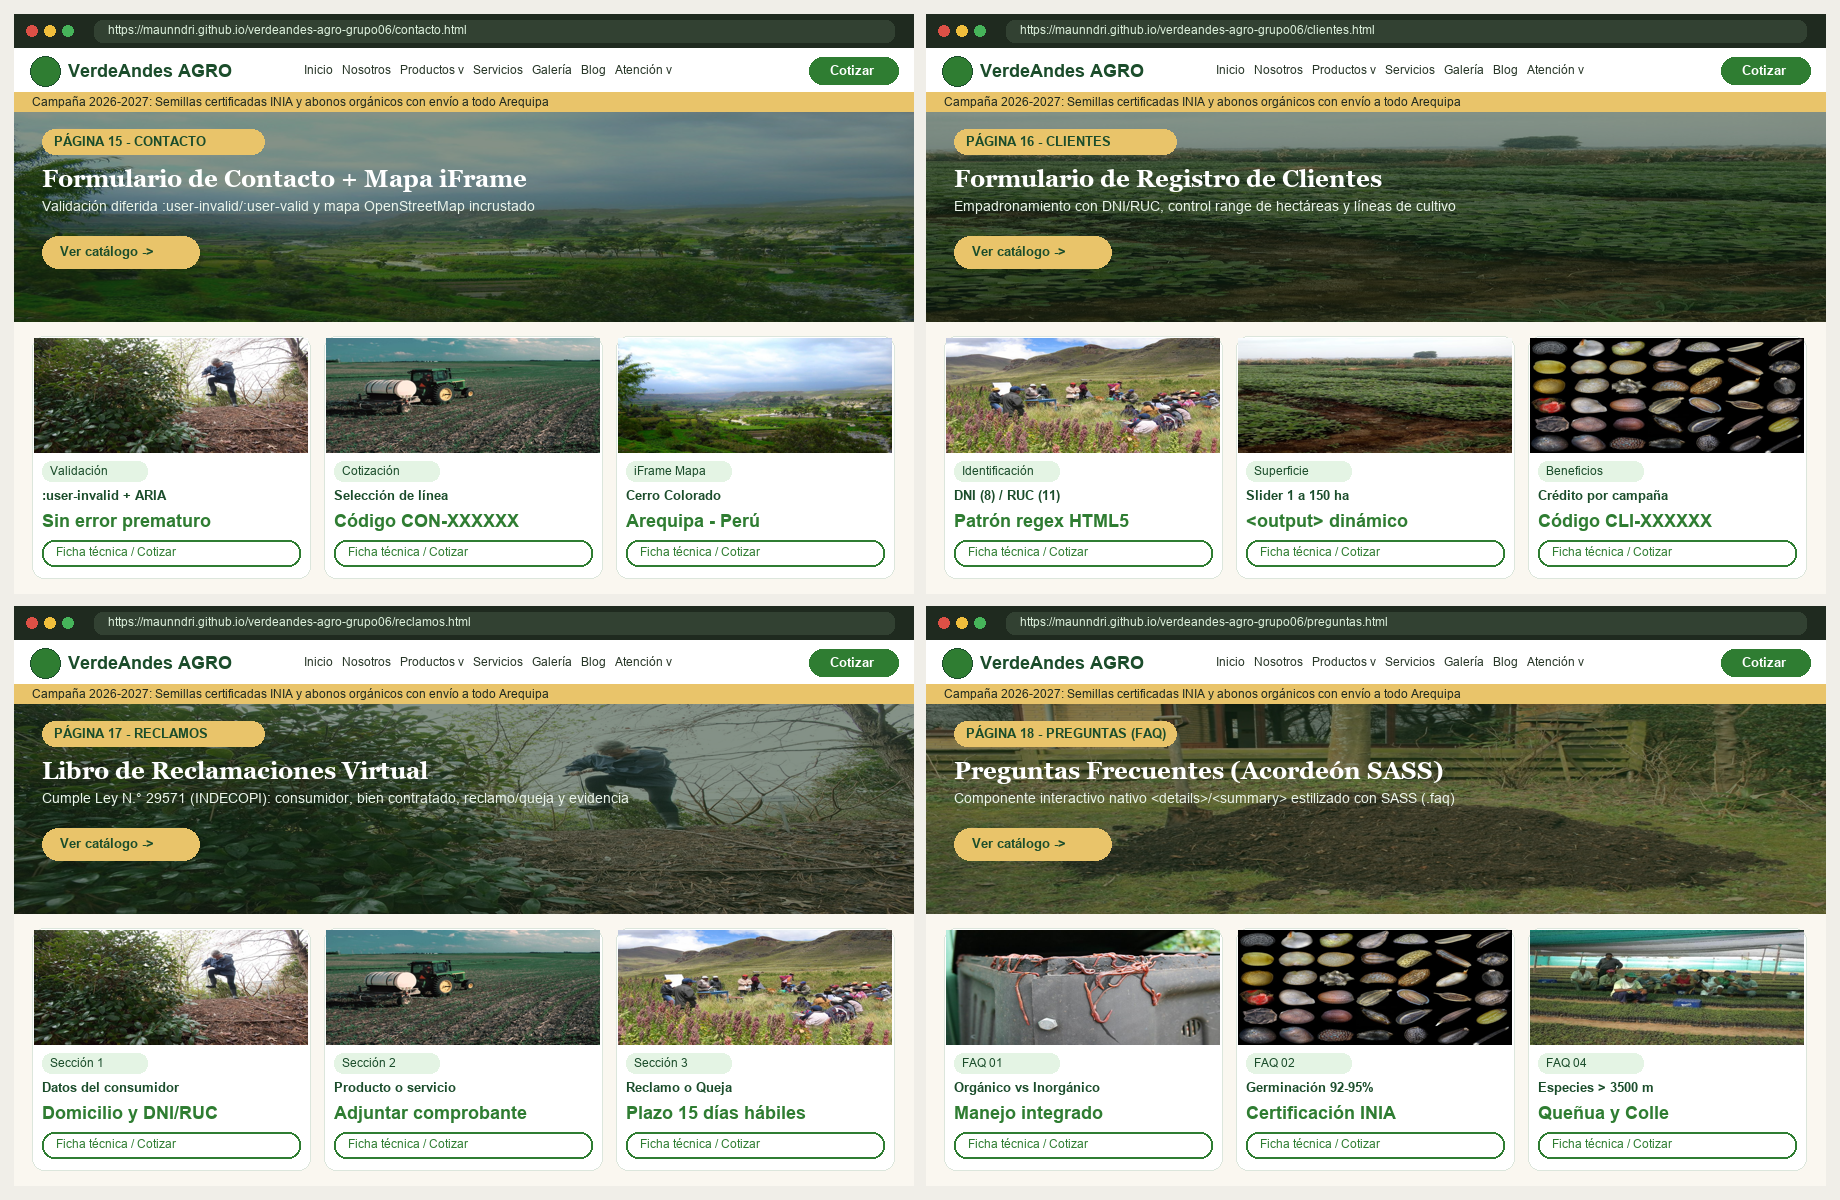 https://maunndri.github.io/verdeandes-agro-grupo06/contacto.html
VerdeAndes AGRO Inicio Nosotros Productos v Servicios Galería Blog Atención v Cotizar
Campaña 2026-2027: Semillas certificadas INIA y abonos orgánicos con envío a todo Arequipa
PÁGINA 15 - CONTACTO
Formulario de Contacto + Mapa iFrame
Validación diferida :user-invalid/:user-valid y mapa OpenStreetMap incrustado
Ver catálogo ->
Validación Cotización iFrame Mapa
:user-invalid + ARIA Selección de línea Cerro Colorado
Sin error prematuro Código CON-XXXXXX Arequipa - Perú
Ficha técnica / Cotizar Ficha técnica / Cotizar Ficha técnica / Cotizar
https://maunndri.github.io/verdeandes-agro-grupo06/clientes.html
VerdeAndes AGRO Inicio Nosotros Productos v Servicios Galería Blog Atención v Cotizar
Campaña 2026-2027: Semillas certificadas INIA y abonos orgánicos con envío a todo Arequipa
PÁGINA 16 - CLIENTES
Formulario de Registro de Clientes
Empadronamiento con DNI/RUC, control range de hectáreas y líneas de cultivo
Ver catálogo ->
Identificación Superficie Beneficios
DNI (8) / RUC (11) Slider 1 a 150 ha Crédito por campaña
Patrón regex HTML5 <output> dinámico Código CLI-XXXXXX
Ficha técnica / Cotizar Ficha técnica / Cotizar Ficha técnica / Cotizar
https://maunndri.github.io/verdeandes-agro-grupo06/reclamos.html
VerdeAndes AGRO Inicio Nosotros Productos v Servicios Galería Blog Atención v Cotizar
Campaña 2026-2027: Semillas certificadas INIA y abonos orgánicos con envío a todo Arequipa
PÁGINA 17 - RECLAMOS
Libro de Reclamaciones Virtual
Cumple Ley N.° 29571 (INDECOPI): consumidor, bien contratado, reclamo/queja y evidencia
Ver catálogo ->
Sección 1 Sección 2 Sección 3
Datos del consumidor Producto o servicio Reclamo o Queja
Domicilio y DNI/RUC Adjuntar comprobante Plazo 15 días hábiles
Ficha técnica / Cotizar Ficha técnica / Cotizar Ficha técnica / Cotizar
https://maunndri.github.io/verdeandes-agro-grupo06/preguntas.html
VerdeAndes AGRO Inicio Nosotros Productos v Servicios Galería Blog Atención v Cotizar
Campaña 2026-2027: Semillas certificadas INIA y abonos orgánicos con envío a todo Arequipa
PÁGINA 18 - PREGUNTAS (FAQ)
Preguntas Frecuentes (Acordeón SASS)
Componente interactivo nativo <details>/<summary> estilizado con SASS (.faq)
Ver catálogo ->
FAQ 01 FAQ 02 FAQ 04
Orgánico vs Inorgánico Germinación 92-95% Especies > 3500 m
Manejo integrado Certificación INIA Queñua y Colle
Ficha técnica / Cotizar Ficha técnica / Cotizar Ficha técnica / Cotizar